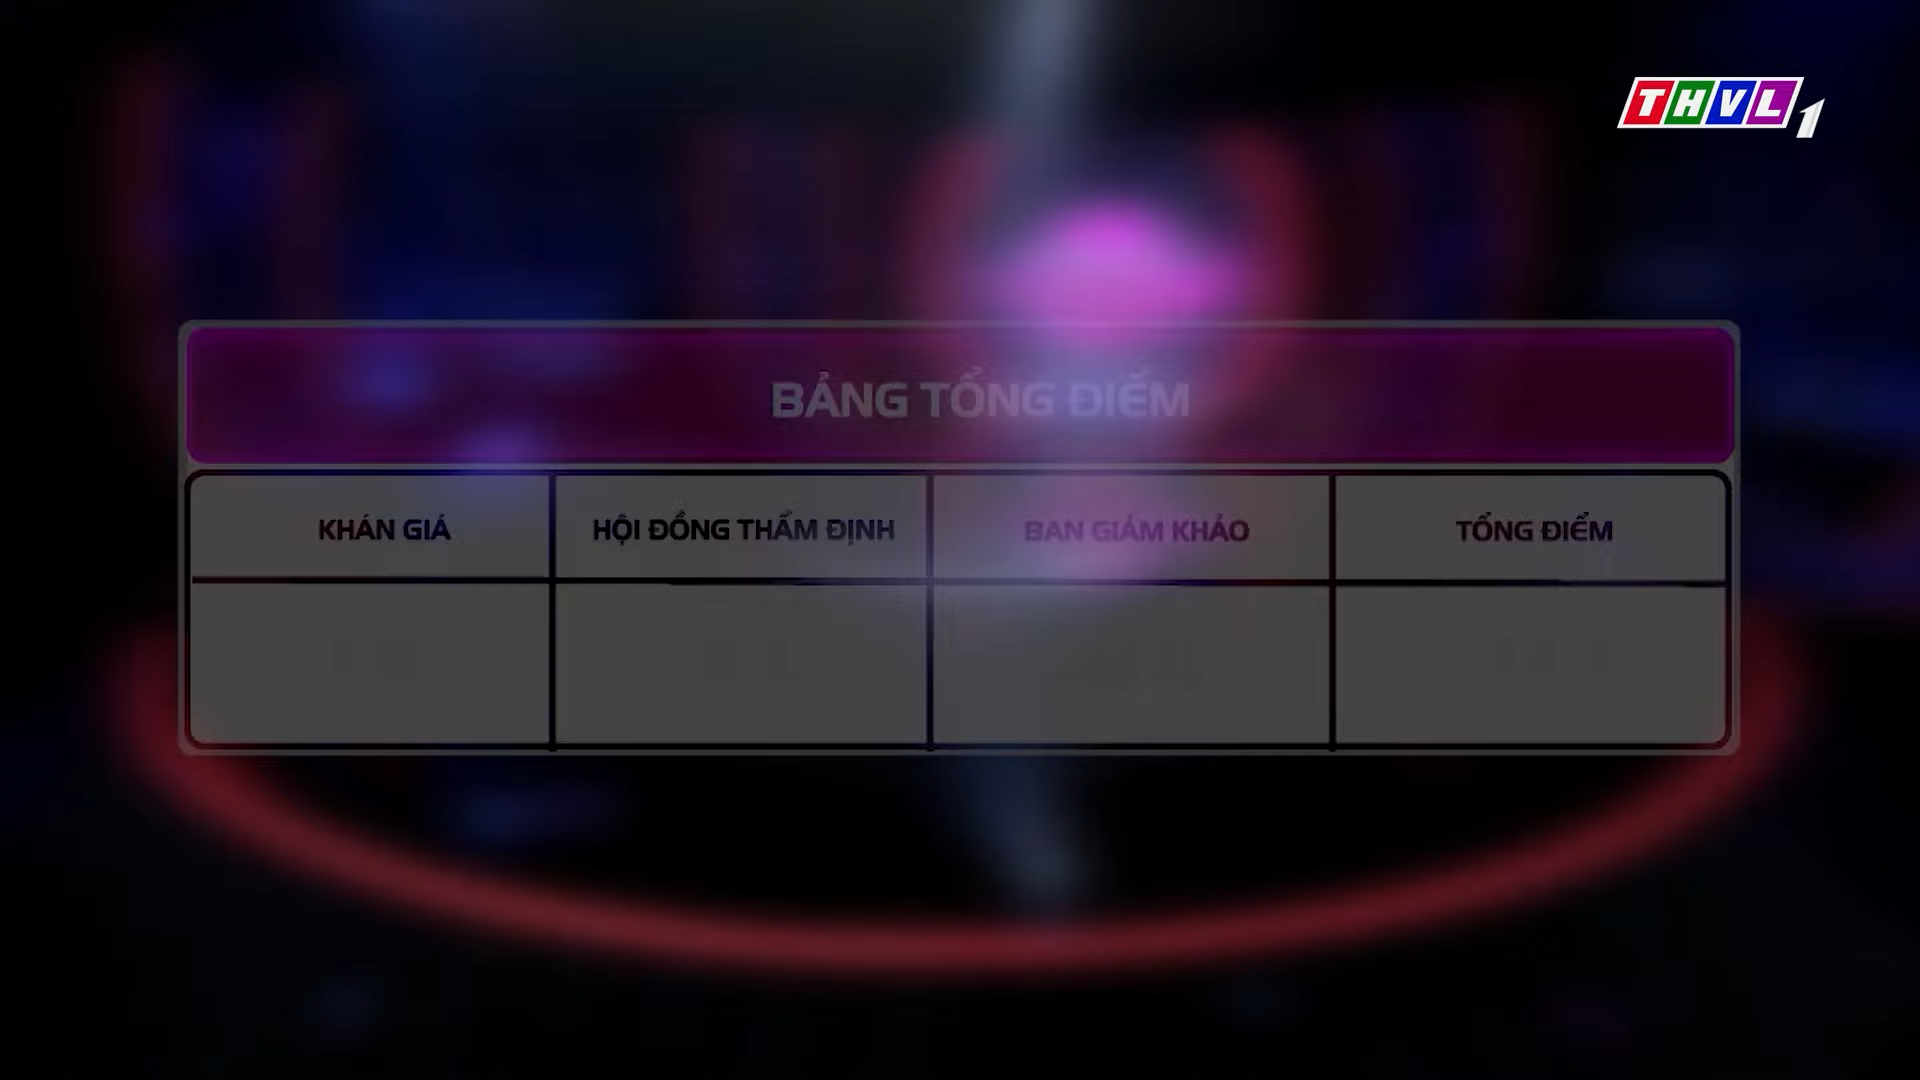 THVL1
BẢNG TỔNG ĐIỂM
KHÁN GIẢ HỘI ĐỒNG THẨM ĐỊNH BAN GIÁM KHẢO TỔNG ĐIỂM